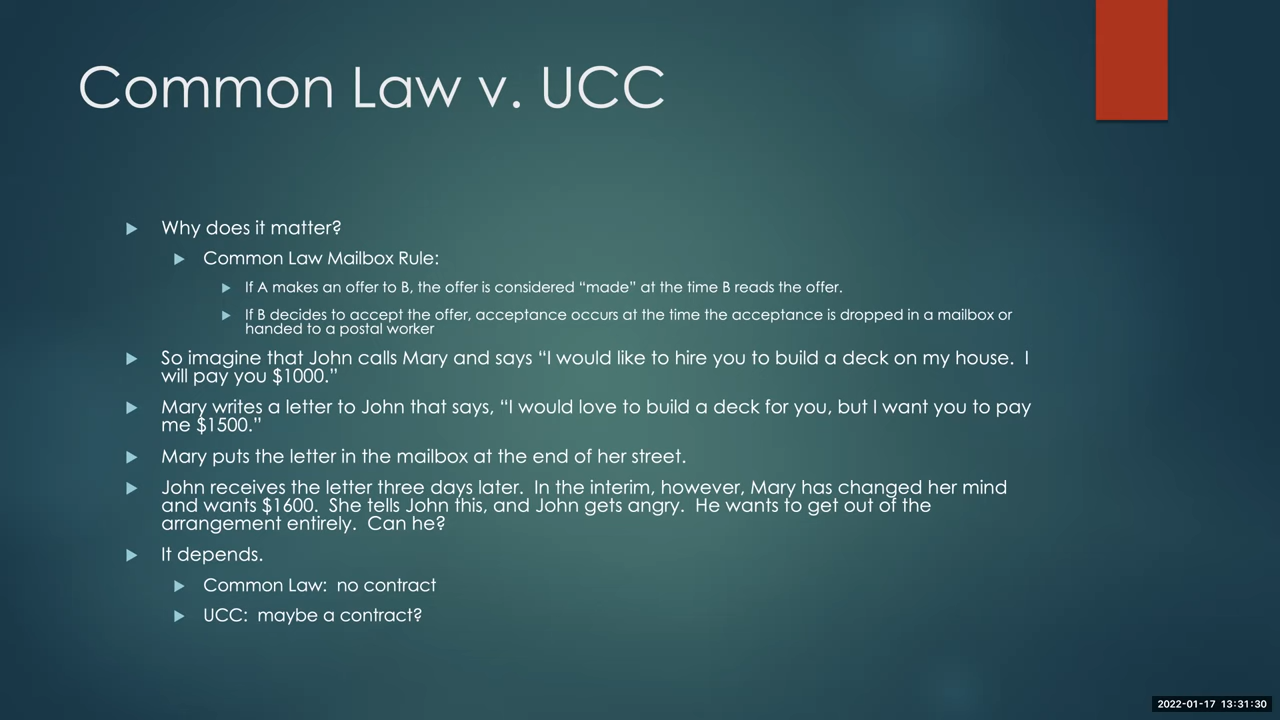 Common Law v. UCC
Why does it matter?
Common Law Mailbox Rule:
If A makes an offer to B, the offer is considered “made” at the time B reads the offer.
If B decides to accept the offer, acceptance occurs at the time the acceptance is dropped in a mailbox or
handed to a postal worker
So imagine that John calls Mary and says “I would like to hire you to build a deck on my house.  I
will pay you $1000.”
Mary writes a letter to John that says, “I would love to build a deck for you, but I want you to pay
me $1500.”
Mary puts the letter in the mailbox at the end of her street.
John receives the letter three days later.  In the interim, however, Mary has changed her mind
and wants $1600.  She tells John this, and John gets angry.  He wants to get out of the
arrangement entirely.  Can he?
It depends.
Common Law:  no contract
UCC:  maybe a contract?
2022-01-17 13:31:30